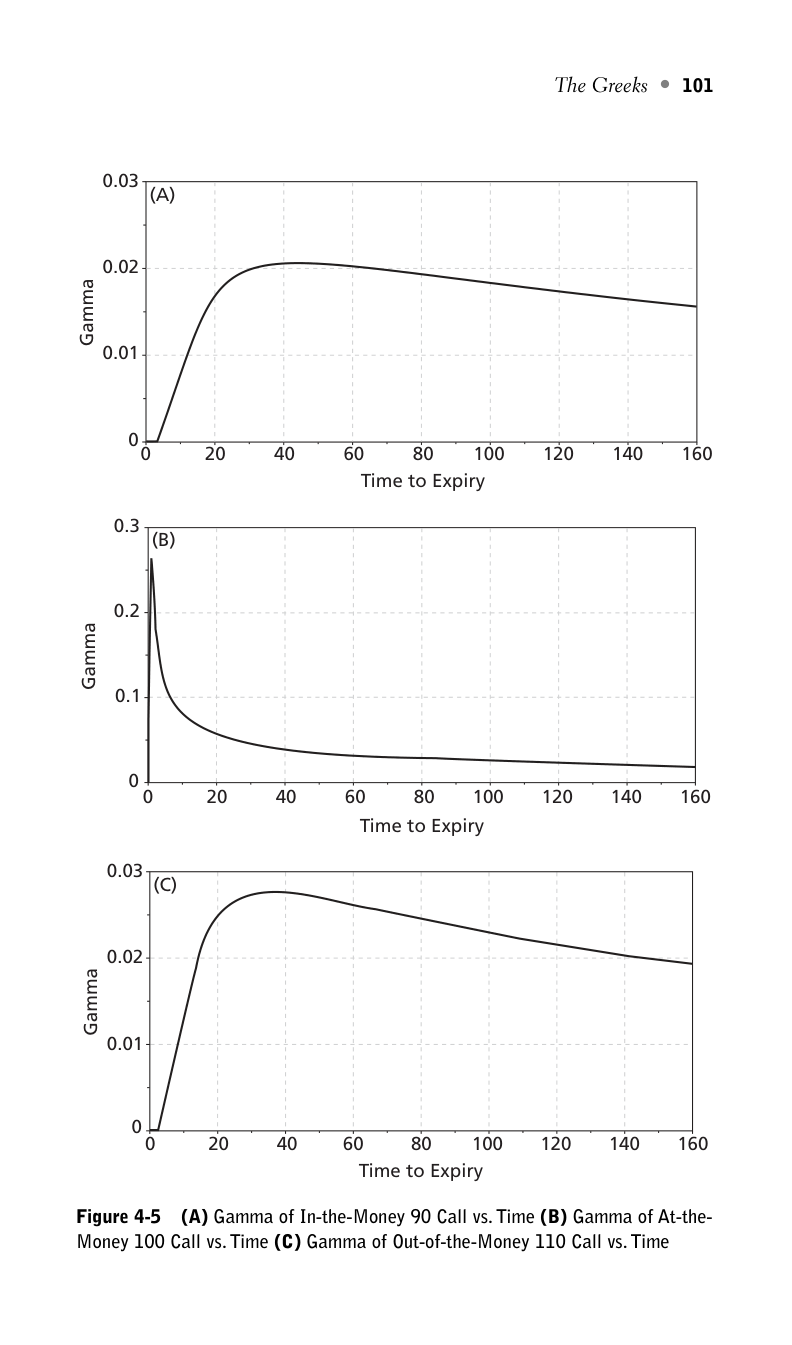 The Greeks • 101
0.03
(A)
0.02
Gamma
0.01
0
0 20 40 60 80 100 120 140 160
Time to Expiry
0.3
(B)
0.2
Gamma
0.1
0
0 20 40 60 80 100 120 140 160
Time to Expiry
0.03
(C)
0.02
Gamma
0.01
0
0 20 40 60 80 100 120 140 160
Time to Expiry
Figure 4-5 (A) Gamma of In-the-Money 90 Call vs. Time (B) Gamma of At-the-
Money 100 Call vs. Time (C) Gamma of Out-of-the-Money 110 Call vs. Time